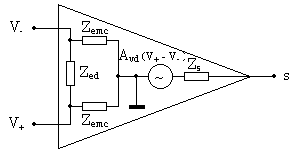 V-
Zemc
Avd (V+ - V-)
Zs
Zed
s
Zemc
V+